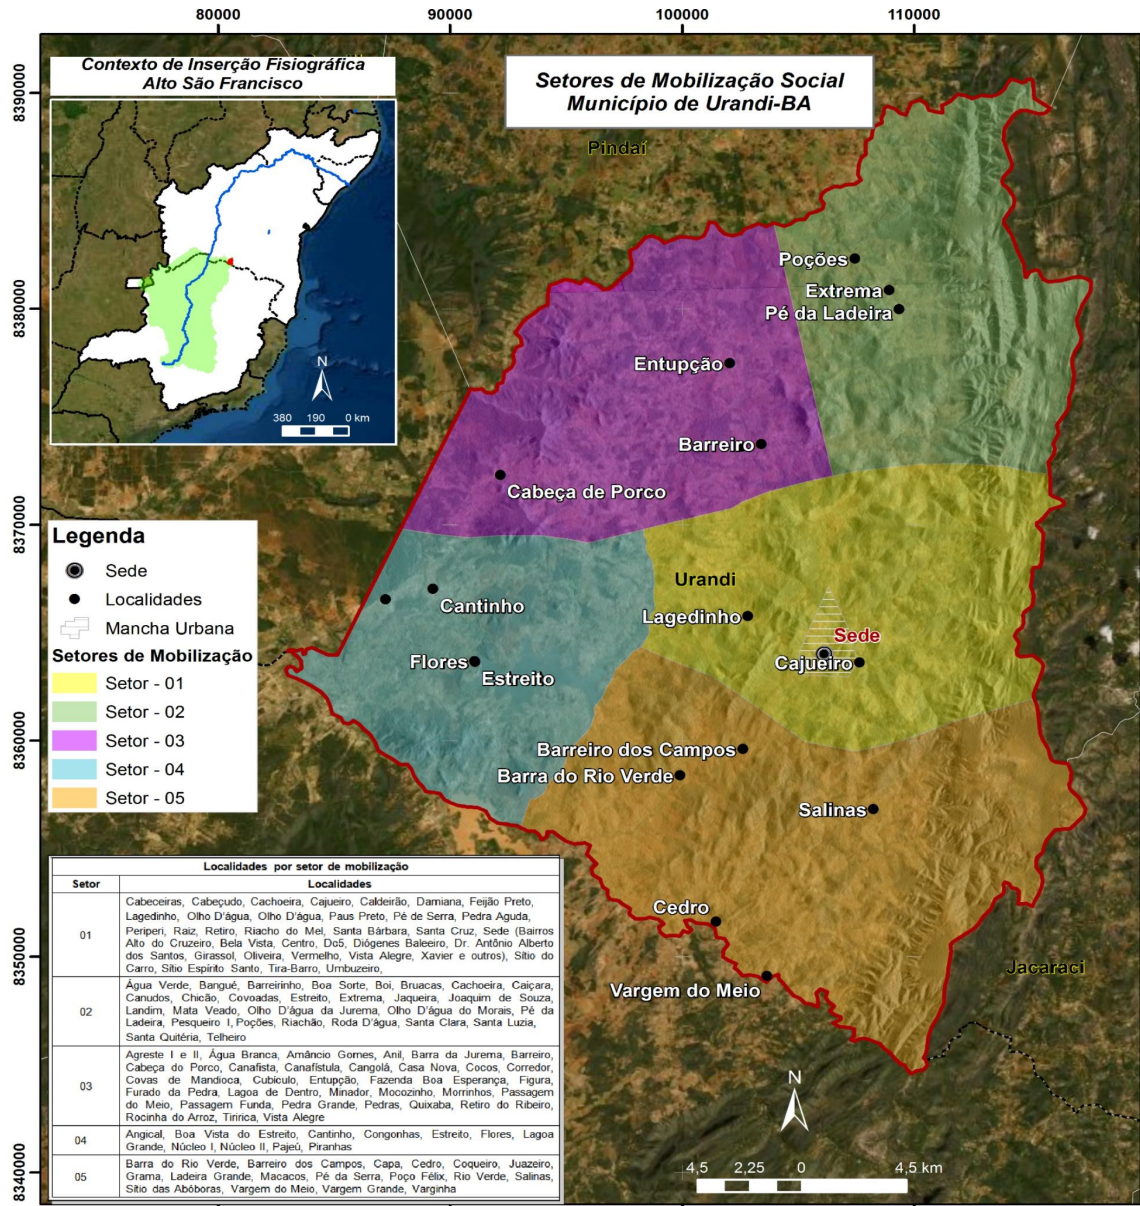 80000
90000
100000
110000
8390000
8380000
8370000
8360000
8350000
8340000
Contexto de Inserção Fisiográfica
Alto São Francisco
N
380 190 0 km
Setores de Mobilização Social
Município de Urandi-BA
Pindaí
Poções
Extrema
Pé da Ladeira
Entupção
Barreiro
Cabeça de Porco
Urandi
Cantinho
Lagedinho
Sede
Cajueiro
Flores
Estreito
Barreiro dos Campos
Barra do Rio Verde
Salinas
Cedro
Vargem do Meio
Jacaraci
Legenda
Sede
Localidades
Mancha Urbana
Setores de Mobilização
Setor - 01
Setor - 02
Setor - 03
Setor - 04
Setor - 05
Localidades por setor de mobilização
Setor Localidades
01
Cabeceiras, Cabeçudo, Cachoeira, Cajueiro, Caldeirão, Damiana, Feijão Preto,
Lagedinho, Olho D'água, Olho D'água, Paus Preto, Pé de Serra, Pedra Aguda,
Periperi, Raiz, Retiro, Riacho do Mel, Santa Bárbara, Santa Cruz, Sede (Bairros
Alto do Cruzeiro, Bela Vista, Centro, Dc5, Diógenes Baleeiro, Dr. Antônio Alberto
dos Santos, Girassol, Oliveira, Vermelho, Vista Alegre, Xavier e outros), Sítio do
Carro, Sítio Espírito Santo, Tira-Barro, Umbuzeiro,
02
Água Verde, Bangué, Barreirinho, Boa Sorte, Boi, Bruacas, Cachoeira, Caiçara,
Canudos, Chicão, Covoadas, Estreito, Extrema, Jaqueira, Joaquim de Souza,
Landim, Mata Veado, Olho D'água da Jurema, Olho D'água do Morais, Pé da
Ladeira, Pesqueiro I, Poções, Riachão, Roda D'água, Santa Clara, Santa Luzia,
Santa Quitéria, Telheiro
03
Agreste I e II, Água Branca, Amâncio Gomes, Anil, Barra da Jurema, Barreiro,
Cabeça do Porco, Canafista, Canafístula, Cangolá, Casa Nova, Cocos, Corredor,
Covas de Mandioca, Cubículo, Entupção, Fazenda Boa Esperança, Figura,
Furado da Pedra, Lagoa de Dentro, Minador, Mocozinho, Morrinhos, Passagem
do Meio, Passagem Funda, Pedra Grande, Pedras, Quixaba, Retiro do Ribeiro,
Rocinha do Arroz, Tiririca, Vista Alegre
04
Angical, Boa Vista do Estreito, Cantinho, Congonhas, Estreito, Flores, Lagoa
Grande, Núcleo I, Núcleo II, Pajeú, Piranhas
05
Barra do Rio Verde, Barreiro dos Campos, Capa, Cedro, Coqueiro, Juazeiro,
Grama, Ladeira Grande, Macacos, Pé da Serra, Poço Félix, Rio Verde, Salinas,
Sítio das Abóboras, Vargem do Meio, Vargem Grande, Varginha
N
4,5 2,25 0 4,5 km